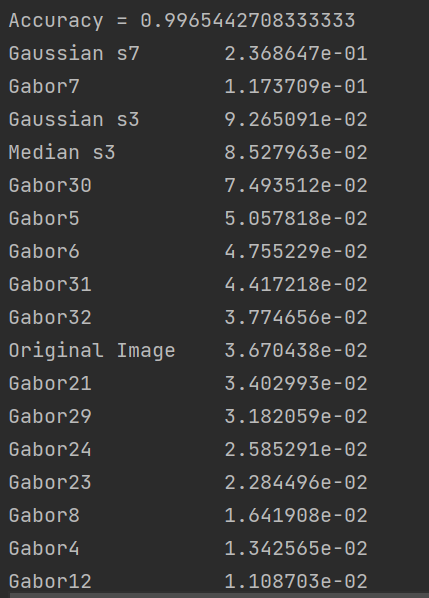 Accuracy = 0.9965442708333333
Gaussian s7 2.368647e-01
Gabor7 1.173709e-01
Gaussian s3 9.265091e-02
Median s3 8.527963e-02
Gabor30 7.493512e-02
Gabor5 5.057818e-02
Gabor6 4.755229e-02
Gabor31 4.417218e-02
Gabor32 3.774656e-02
Original Image 3.670438e-02
Gabor21 3.402993e-02
Gabor29 3.182059e-02
Gabor24 2.585291e-02
Gabor23 2.284496e-02
Gabor8 1.641908e-02
Gabor4 1.342565e-02
Gabor12 1.108703e-02